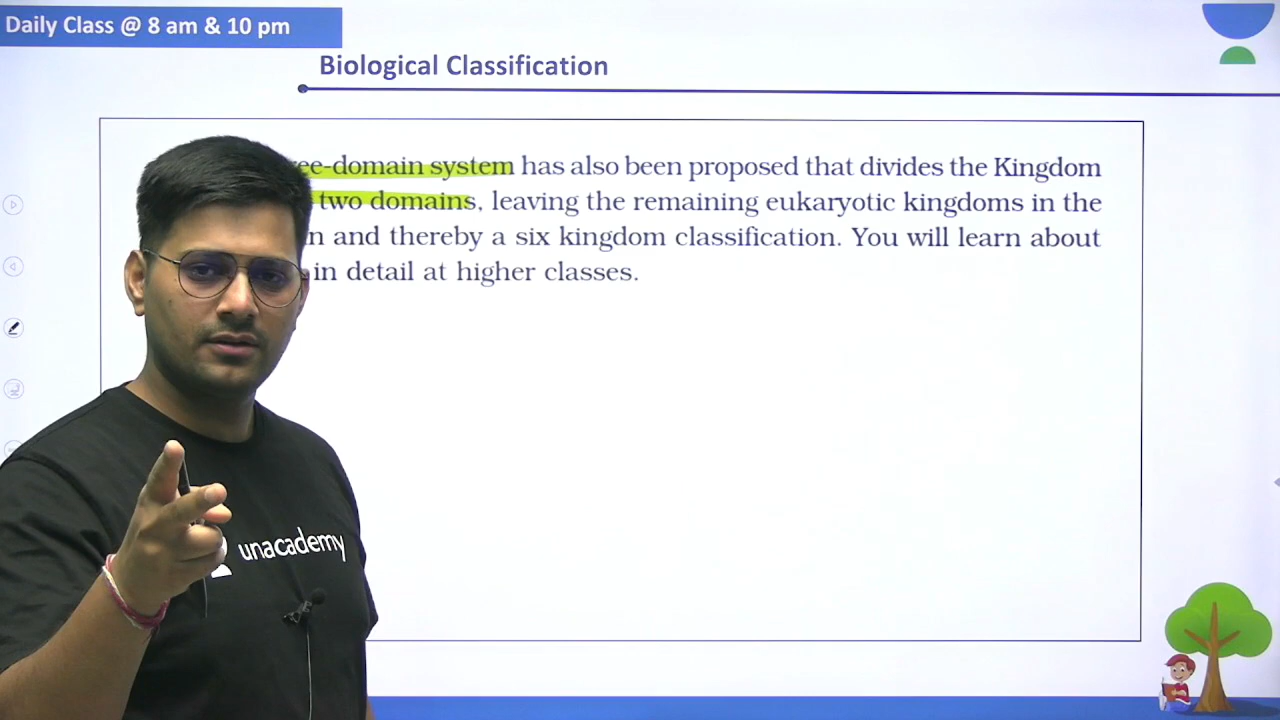 Daily Class @ 8 am & 10 pm
Biological Classification
ee-domain system has also been proposed that divides the Kingdom
two domains, leaving the remaining eukaryotic kingdoms in the
n and thereby a six kingdom classification. You will learn about
in detail at higher classes.
unacademy